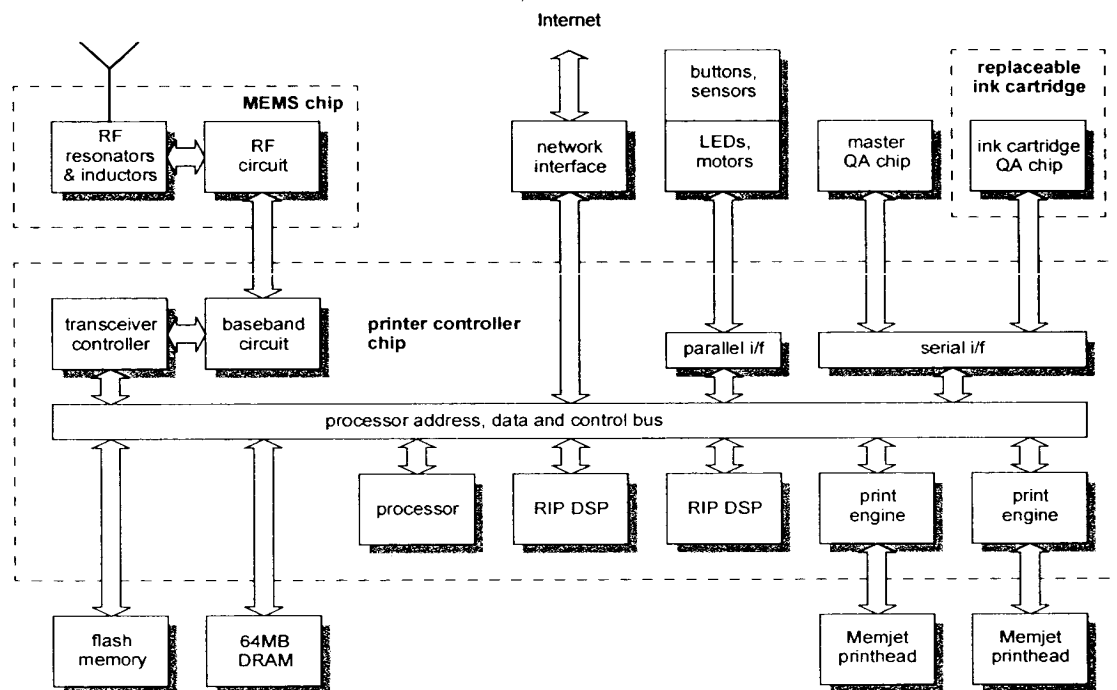 Internet
buttons,
sensors
replaceable
ink cartridge
MEMS chip
RF
resonators
& inductors
RF
circuit
network
interface
LEDs,
motors
master
QA chip
ink cartridge
QA chip
transceiver
controller
baseband
circuit
printer controller
chip
parallel i/f
serial i/f
processor address, data and control bus
processor
RIP DSP
RIP DSP
print
engine
print
engine
flash
memory
64MB
DRAM
Memjet
printhead
Memjet
printhead